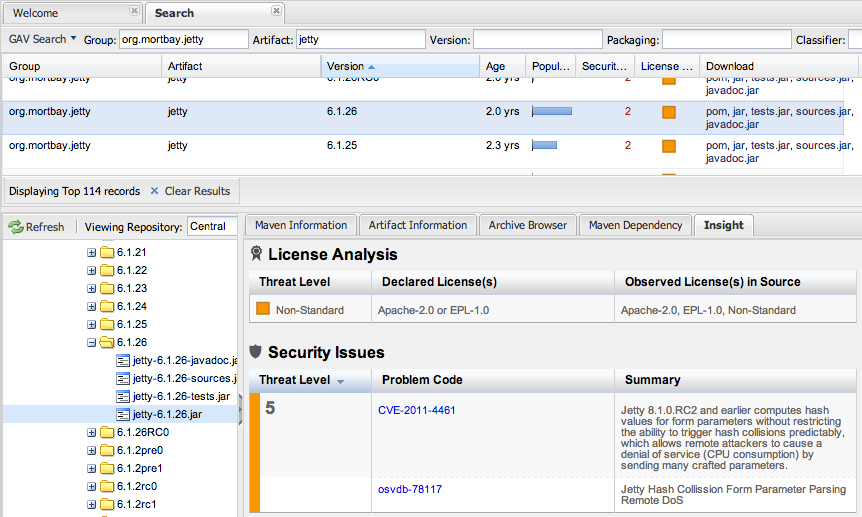 Welcome
Search
GAV Search Group: org.mortbay.jetty Artifact: jetty Version: Packaging: Classifier:
Group Artifact Version Age Popul... Securit... License ... Download
org.mortbay.jetty jetty 6.1.26RC0 2.0 yrs 2 pom, jar, tests.jar, sources.jar,
javadoc.jar
org.mortbay.jetty jetty 6.1.26 2.0 yrs 2 pom, jar, tests.jar, sources.jar,
javadoc.jar
org.mortbay.jetty jetty 6.1.25 2.3 yrs 2 pom, jar, tests.jar, sources.jar,
javadoc.jar
Displaying Top 114 records Clear Results
Refresh Viewing Repository: Central
6.1.21
6.1.22
6.1.23
6.1.24
6.1.25
6.1.26
jetty-6.1.26-javadoc.ja
jetty-6.1.26-sources.j
jetty-6.1.26-tests.jar
jetty-6.1.26.jar
6.1.26RC0
6.1.2pre0
6.1.2pre1
6.1.2rc0
6.1.2rc1
Maven Information Artifact Information Archive Browser Maven Dependency Insight
License Analysis
Threat Level Declared License(s) Observed License(s) in Source
Non-Standard Apache-2.0 or EPL-1.0 Apache-2.0, EPL-1.0, Non-Standard
Security Issues
Threat Level Problem Code Summary
5 CVE-2011-4461 Jetty 8.1.0.RC2 and earlier computes hash
values for form parameters without restricting
the ability to trigger hash collisions predictably,
which allows remote attackers to cause a
denial of service (CPU consumption) by
sending many crafted parameters.
osvdb-78117 Jetty Hash Collission Form Parameter Parsing
Remote DoS